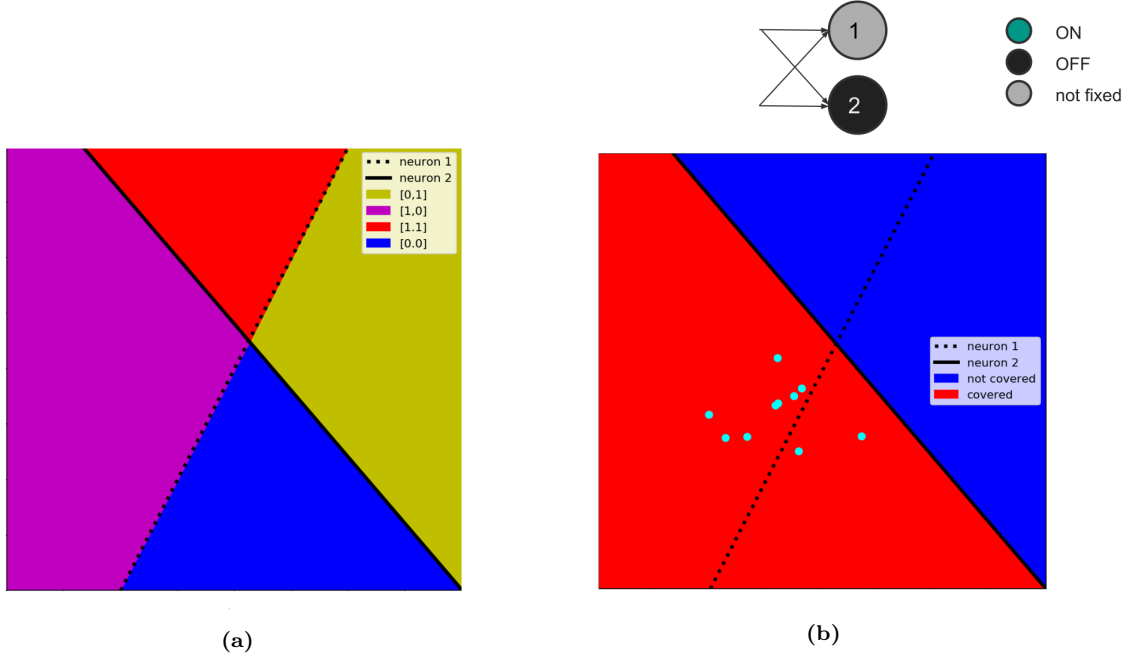 1
2
ON
OFF
not fixed
neuron 1
neuron 2
[0,1]
[1,0]
[1.1]
[0.0]
neuron 1
neuron 2
not covered
covered
(a)
(b)